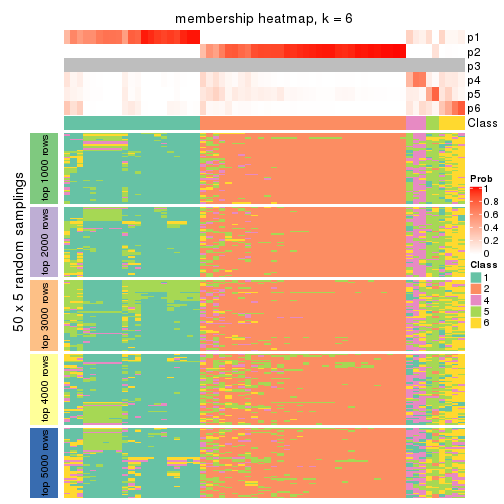 membership heatmap, k = 6
p1
p2
p3
p4
p5
p6
Class
50 x 5 random samplings
top 1000 rows
top 2000 rows
top 3000 rows
top 4000 rows
top 5000 rows
Prob
1
0.8
0.6
0.4
0.2
0
Class
1
2
4
5
6